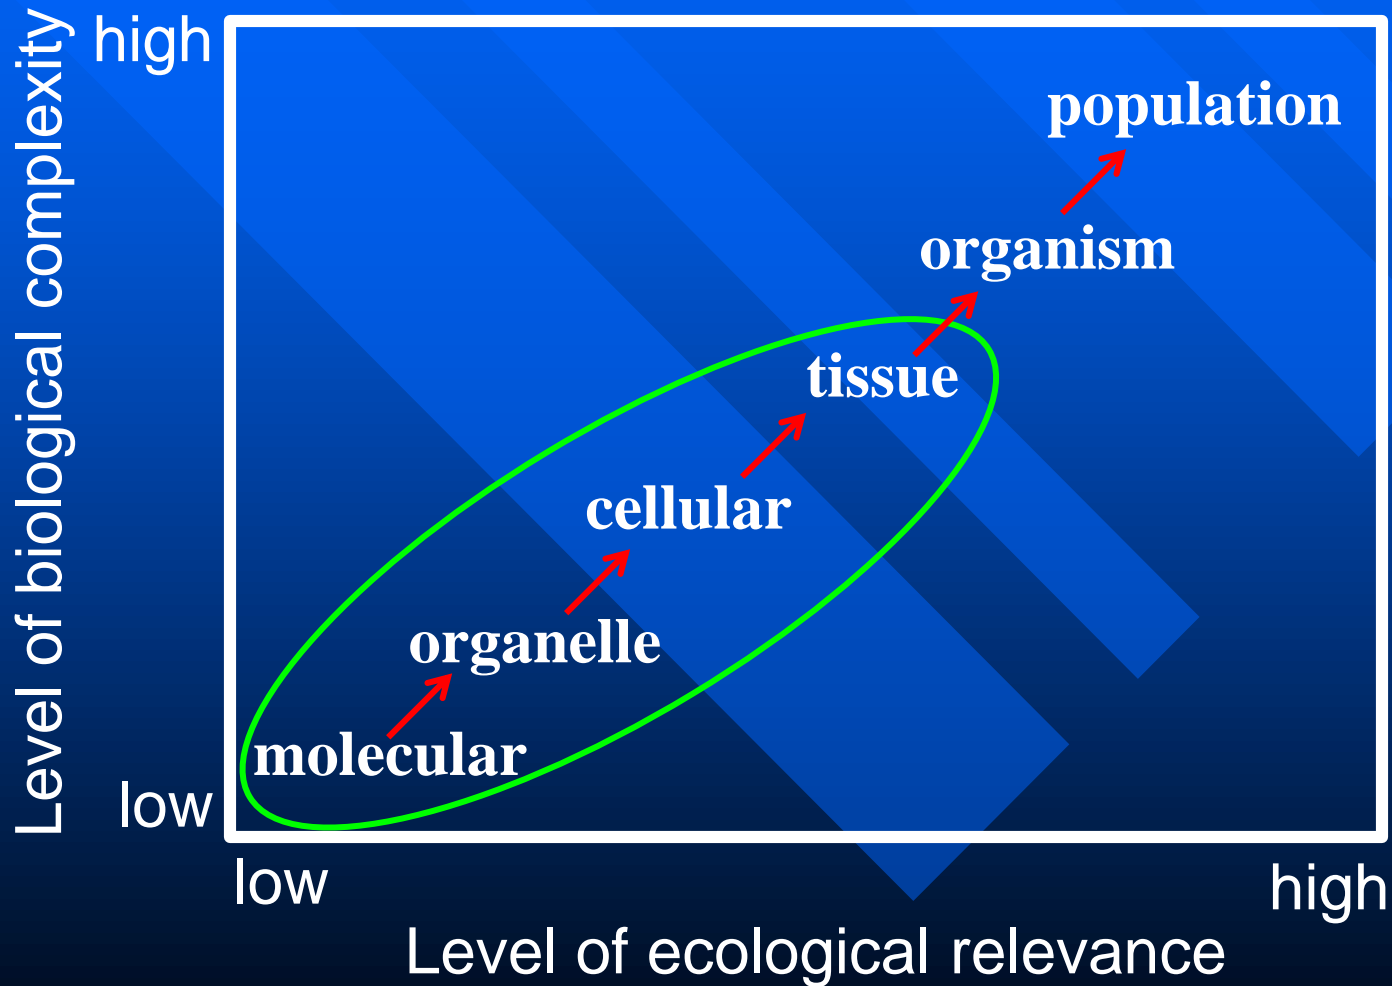 Level of biological complexity
high
population
organism
tissue
cellular
organelle
molecular
low
low
high
Level of ecological relevance